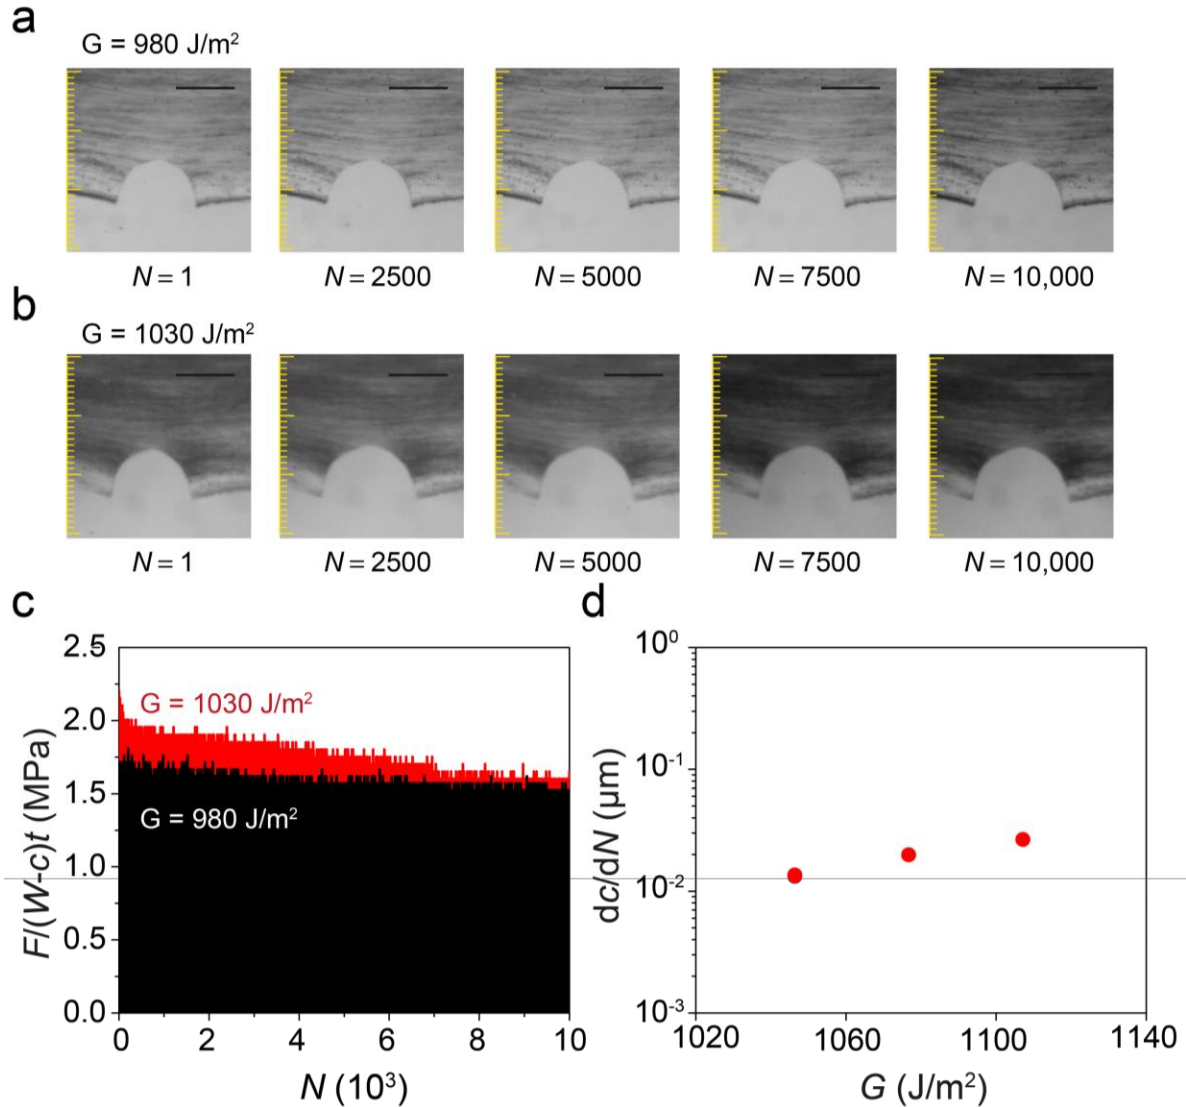 a
G = 980 J/m²
N = 1
N = 2500
N = 5000
N = 7500
N = 10,000
b
G = 1030 J/m²
N = 1
N = 2500
N = 5000
N = 7500
N = 10,000
c
2.5
2.0
1.5
1.0
0.5
0.0
F/(W-c)t (MPa)
G = 1030 J/m²
G = 980 J/m²
0 2 4 6 8 10
N (10³)
d
10⁰
10⁻¹
10⁻²
10⁻³
dc/dN (μm)
1020 1060 1100 1140
G (J/m²)